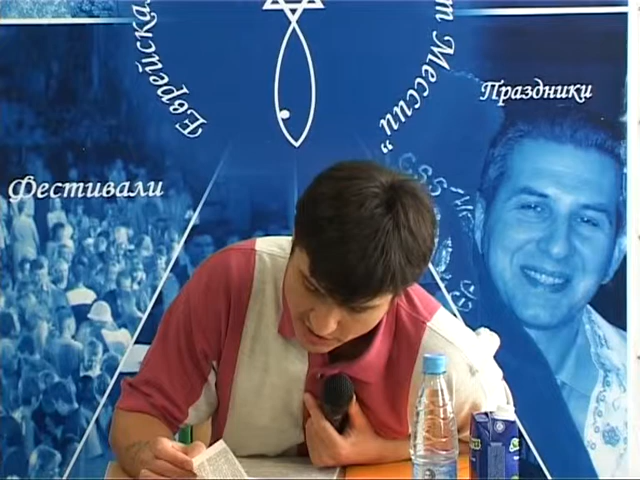 Еврейская
т Мессии"
Праздники
Фестивали